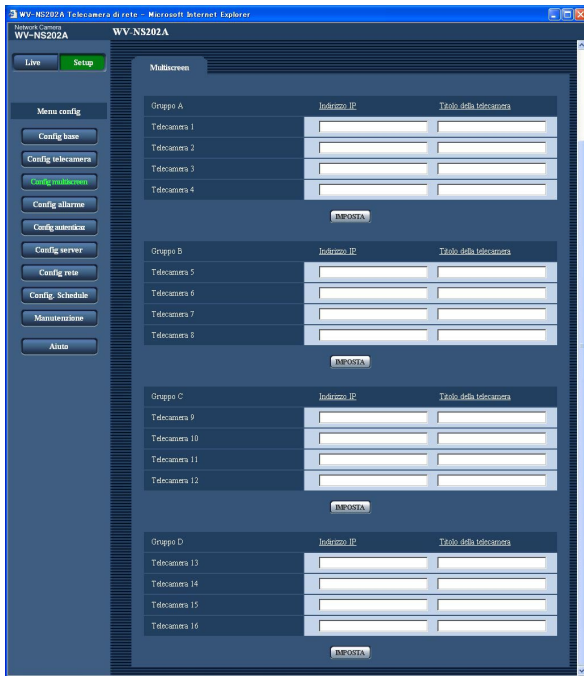 WV-NS202A Telecamera di rete - Microsoft Internet Explorer
Network Camera
WV-NS202A
WV-NS202A
Live
Setup
Multiscreen
Menu config
Config base
Config telecamera
Config multiscreen
Config allarme
Config autenticaz
Config server
Config rete
Config. Schedule
Manutenzione
Aiuto
Gruppo A Indirizzo IP Titolo della telecamera
Telecamera 1
Telecamera 2
Telecamera 3
Telecamera 4
IMPOSTA
Gruppo B Indirizzo IP Titolo della telecamera
Telecamera 5
Telecamera 6
Telecamera 7
Telecamera 8
IMPOSTA
Gruppo C Indirizzo IP Titolo della telecamera
Telecamera 9
Telecamera 10
Telecamera 11
Telecamera 12
IMPOSTA
Gruppo D Indirizzo IP Titolo della telecamera
Telecamera 13
Telecamera 14
Telecamera 15
Telecamera 16
IMPOSTA